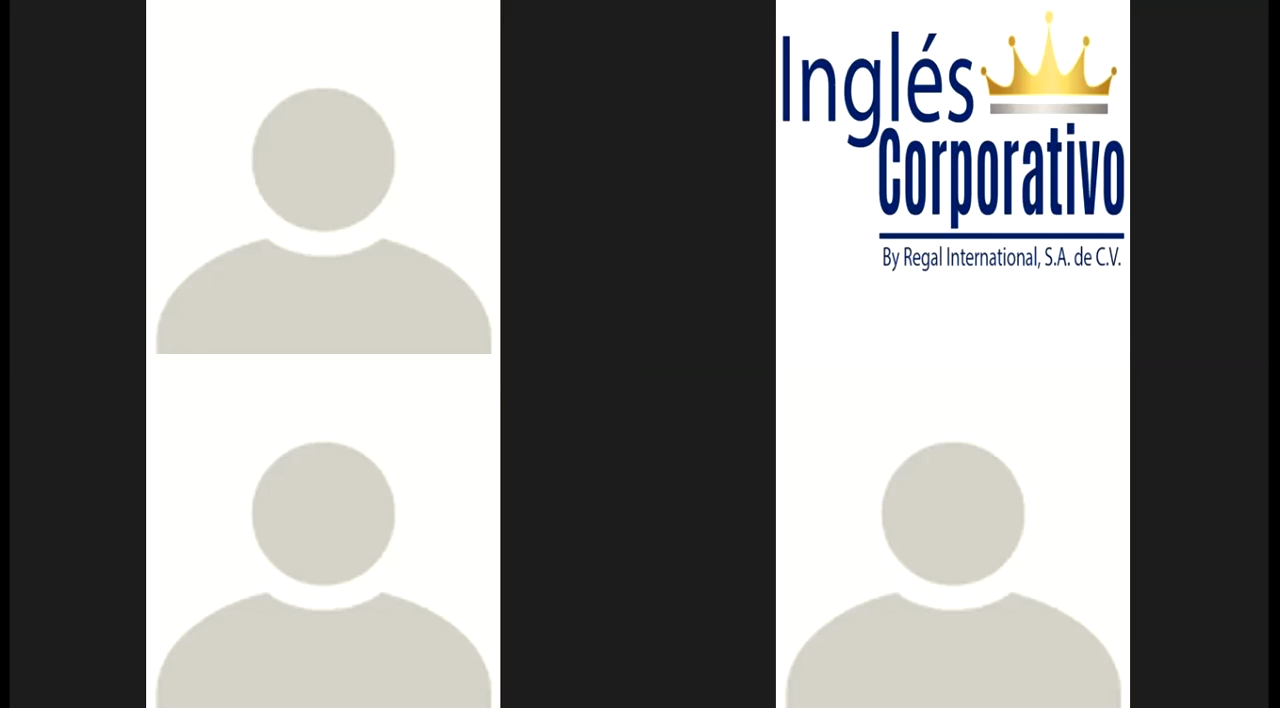 Inglés
Corporativo
By Regal International, S.A. de C.V.